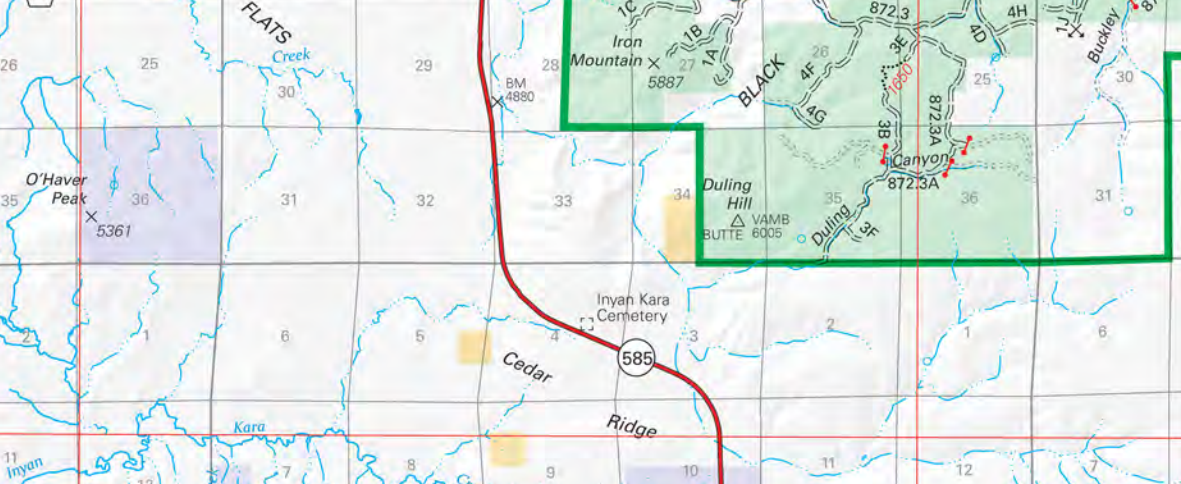 FLATS
1C
872.3
4H
4D
1J
Buckley
87
26
25
Creek
30
29
28
Iron
Mountain
5887
27
1B
1A
BLACK
26
4F
3E
1650
25
30
BM
4880
4G
3B
872.3A
Canyon
872.3A
O'Haver
Peak
5361
35
36
31
32
33
34
Duling
Hill
BUTTE
VAMB
6005
35
Duling
3F
36
31
2
1
6
5
4
Inyan Kara
Cemetery
585
3
2
1
6
Cedar
Ridge
Kara
Inyan
11
12
7
8
9
10
11
12
7